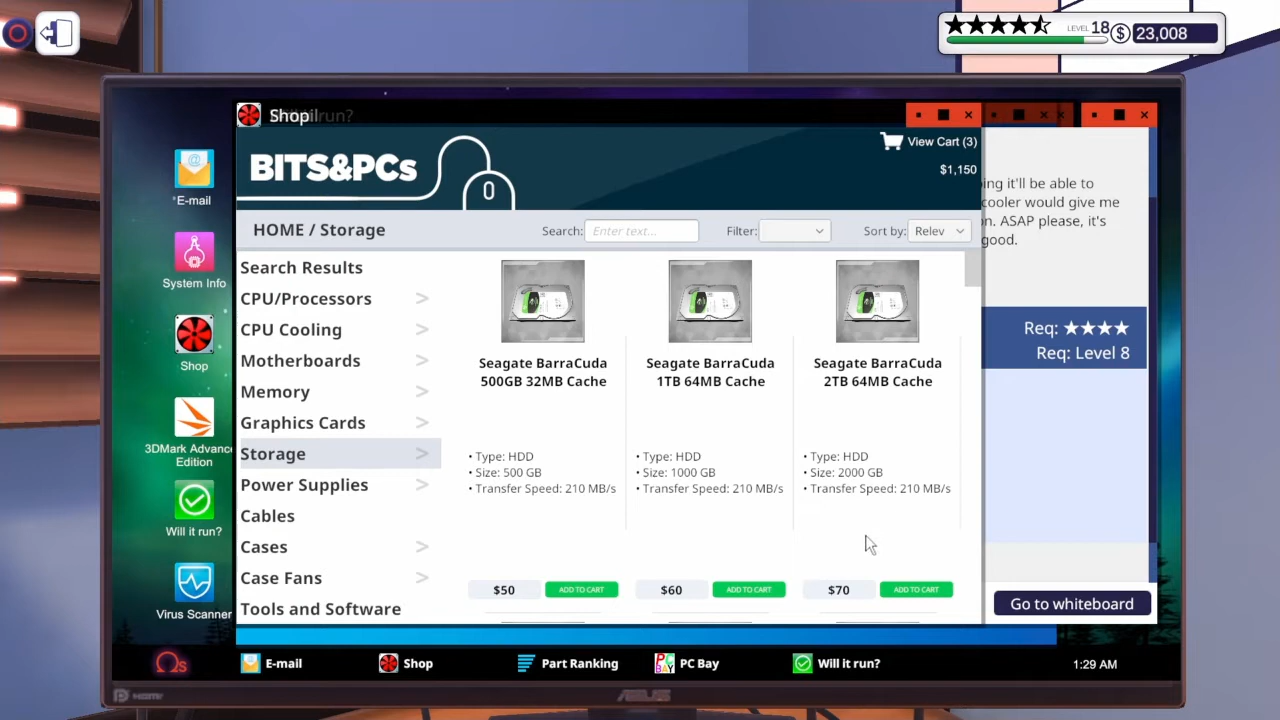 LEVEL 18 $ 23,008
Shop
run?
BITS&PCs
View Cart (3)
$1,150
HOME / Storage
Search: Enter text...
Filter:
Sort by: Relev
Search Results
CPU/Processors >
CPU Cooling >
Motherboards >
Memory >
Graphics Cards >
Storage >
Power Supplies >
Cables
Cases >
Case Fans >
Tools and Software
Seagate BarraCuda
500GB 32MB Cache
• Type: HDD
• Size: 500 GB
• Transfer Speed: 210 MB/s
$50 ADD TO CART
Seagate BarraCuda
1TB 64MB Cache
• Type: HDD
• Size: 1000 GB
• Transfer Speed: 210 MB/s
$60 ADD TO CART
Seagate BarraCuda
2TB 64MB Cache
• Type: HDD
• Size: 2000 GB
• Transfer Speed: 210 MB/s
$70 ADD TO CART
it'll be able to
cooler would give me
ASAP please, it's
good.
Req: ★★★★
Req: Level 8
Go to whiteboard
E-mail
System Info
Shop
3DMark Advance
Edition
Will it run?
Virus Scanner
E-mail
Shop
Part Ranking
PC Bay
Will it run?
1:29 AM
HDMI
ASUS